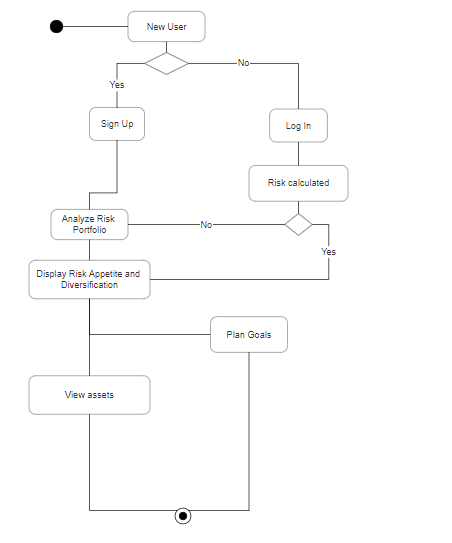 New User
No
Yes
Sign Up
Log In
Risk calculated
Analyze Risk
Portfolio
No
Yes
Display Risk Appetite and
Diversification
Plan Goals
View assets